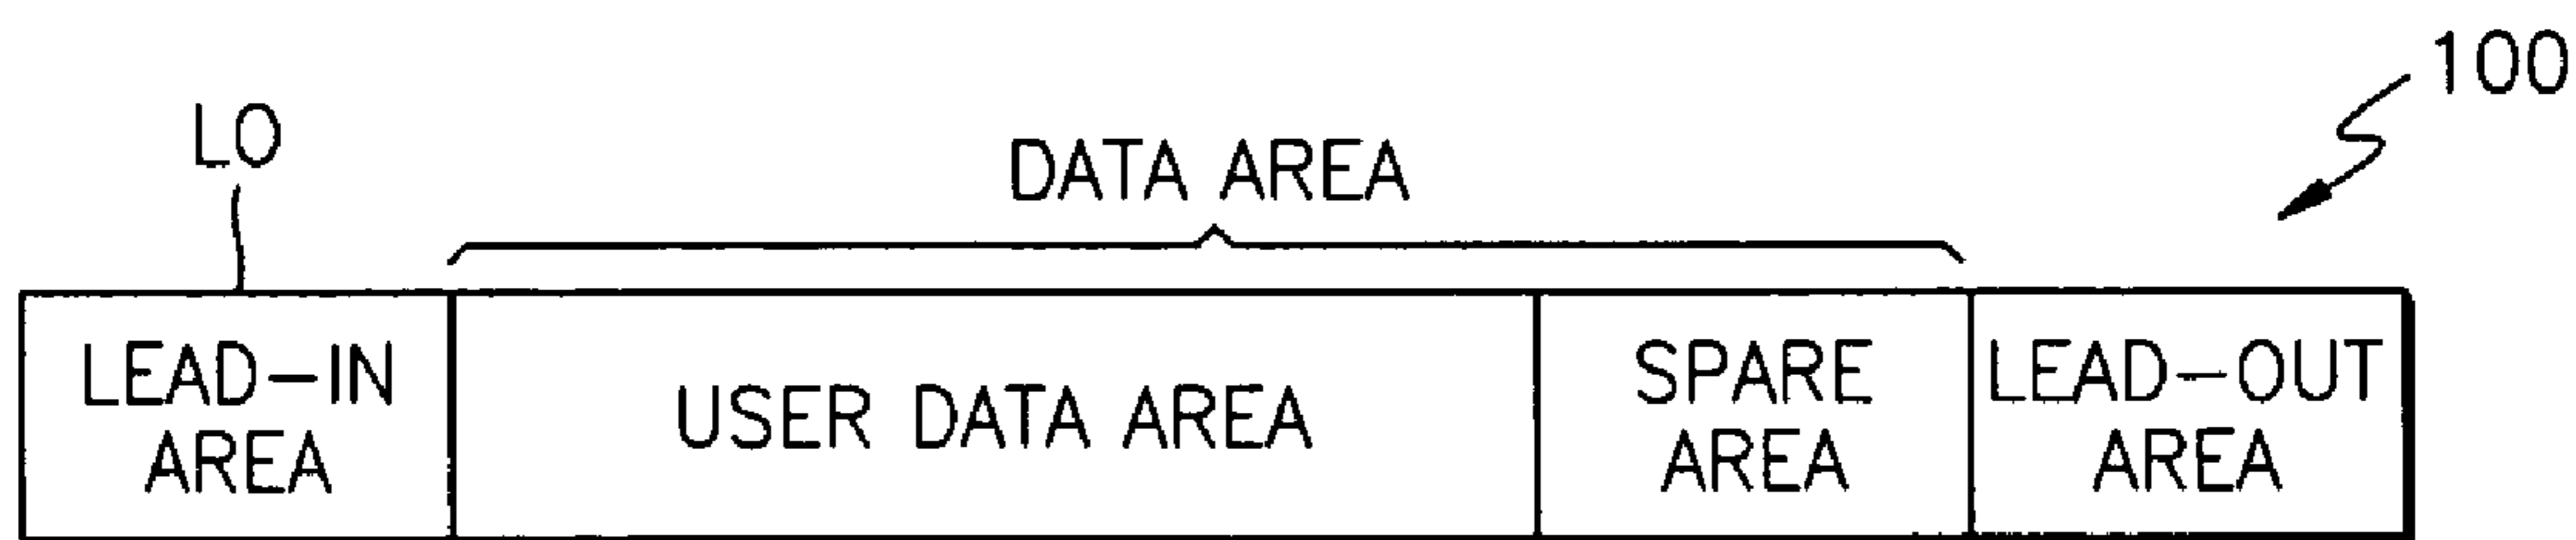 100
LO
DATA AREA
LEAD-IN
AREA
USER DATA AREA
SPARE
AREA
LEAD-OUT
AREA